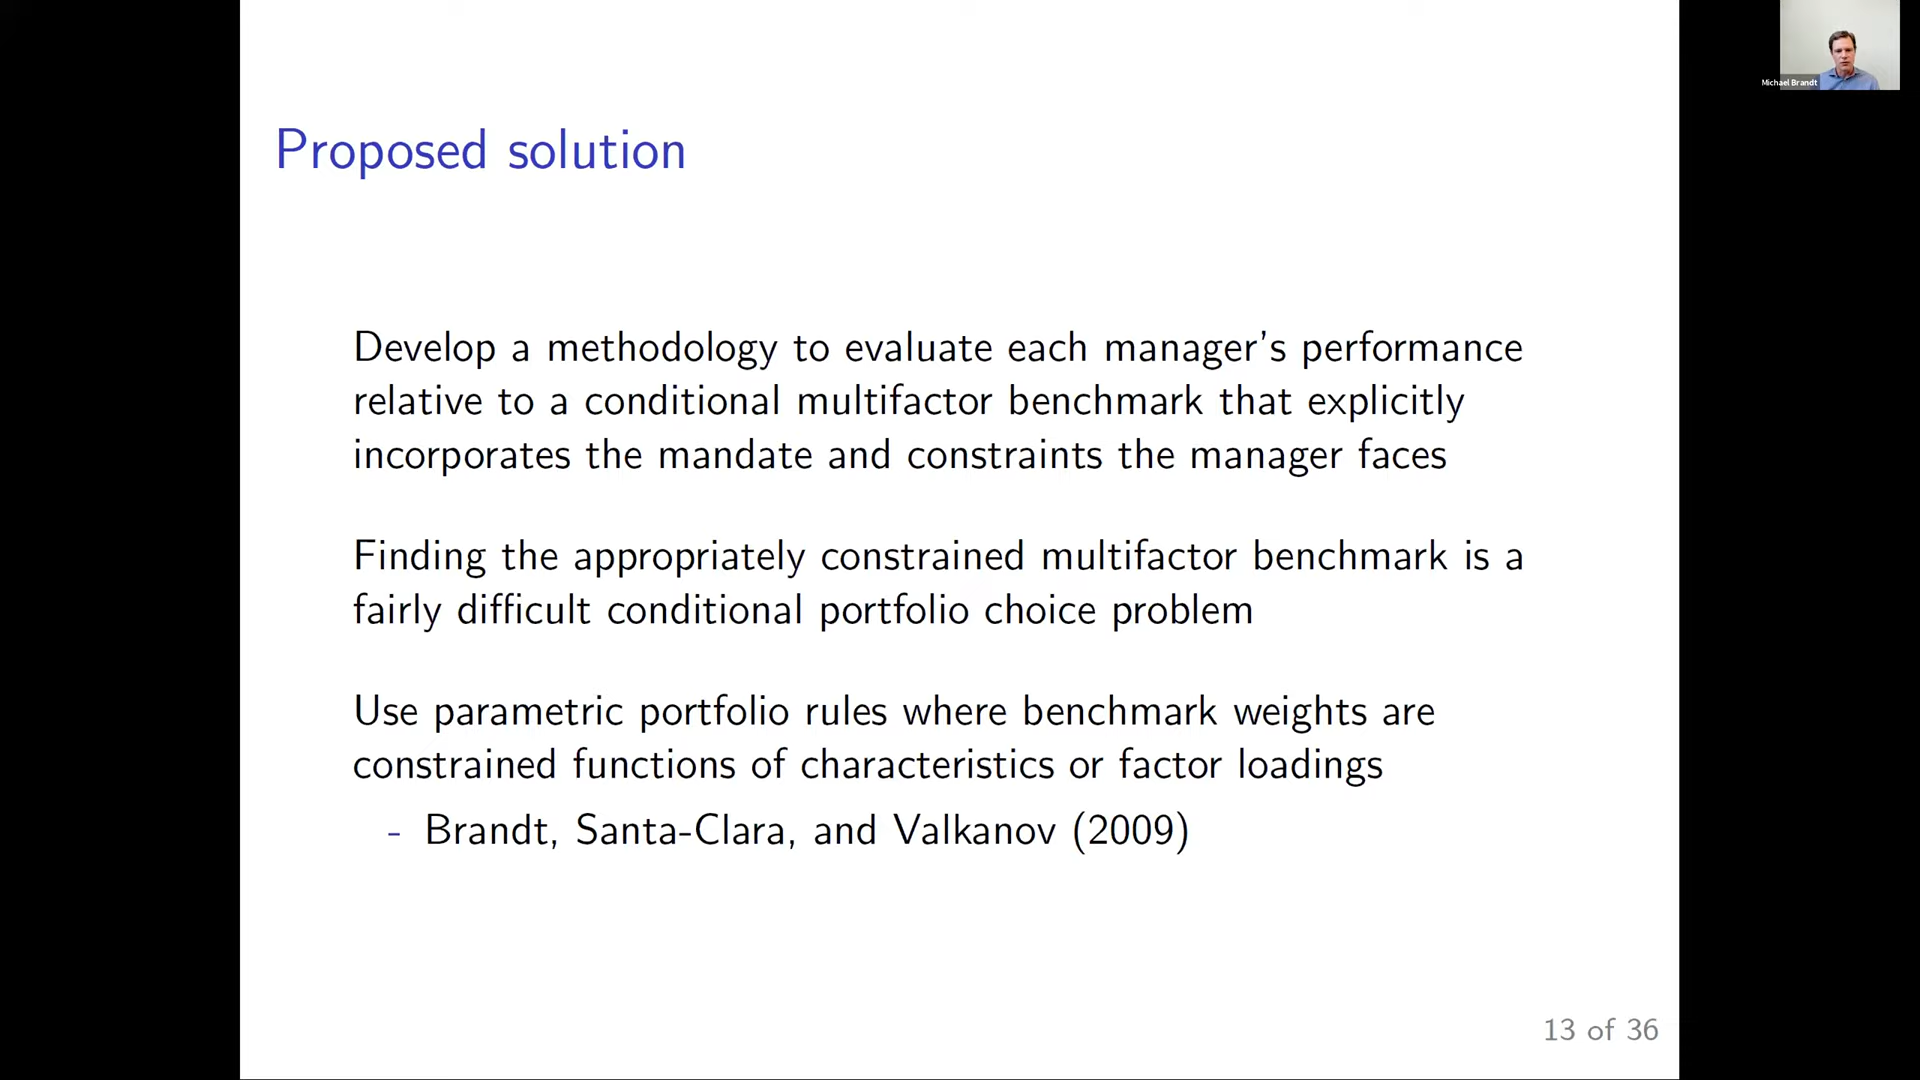 Michael Brandt
Proposed solution
Develop a methodology to evaluate each manager's performance
relative to a conditional multifactor benchmark that explicitly
incorporates the mandate and constraints the manager faces
Finding the appropriately constrained multifactor benchmark is a
fairly difficult conditional portfolio choice problem
Use parametric portfolio rules where benchmark weights are
constrained functions of characteristics or factor loadings
- Brandt, Santa-Clara, and Valkanov (2009)
13 of 36